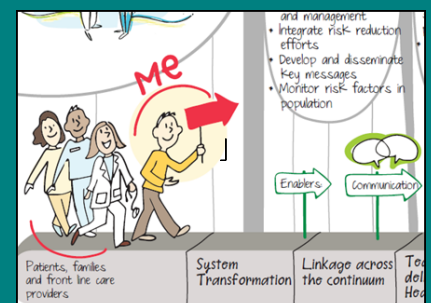 and management
• Integrate risk reduction
efforts
• Develop and disseminate
key messages
• Monitor risk factors in
population
Me
Enablers
Communication
Patients, families
and front line care
providers
System
Transformation
Linkage across
the continuum